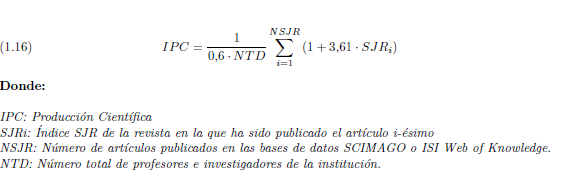 (1.16) IPC = \frac{1}{0,6 \cdot NTD} \sum_{i=1}^{NSJR} (1 + 3,61 \cdot SJR_i)
Donde:
IPC: Producción Científica
SJRi: Índice SJR de la revista en la que ha sido publicado el artículo i-ésimo
NSJR: Número de artículos publicados en las bases de datos SCIMAGO o ISI Web of Knowledge.
NTD: Número total de profesores e investigadores de la institución.